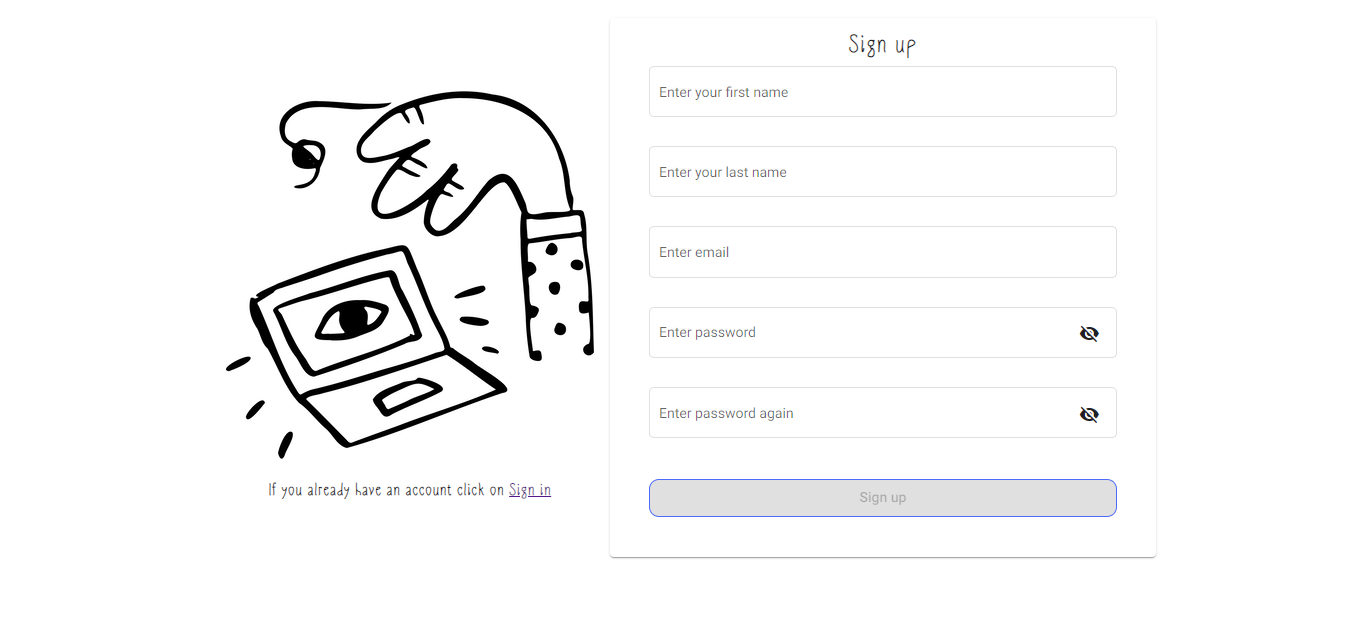 Sign up
Enter your first name
Enter your last name
Enter email
Enter password
Enter password again
Sign up
If you already have an account click on Sign in